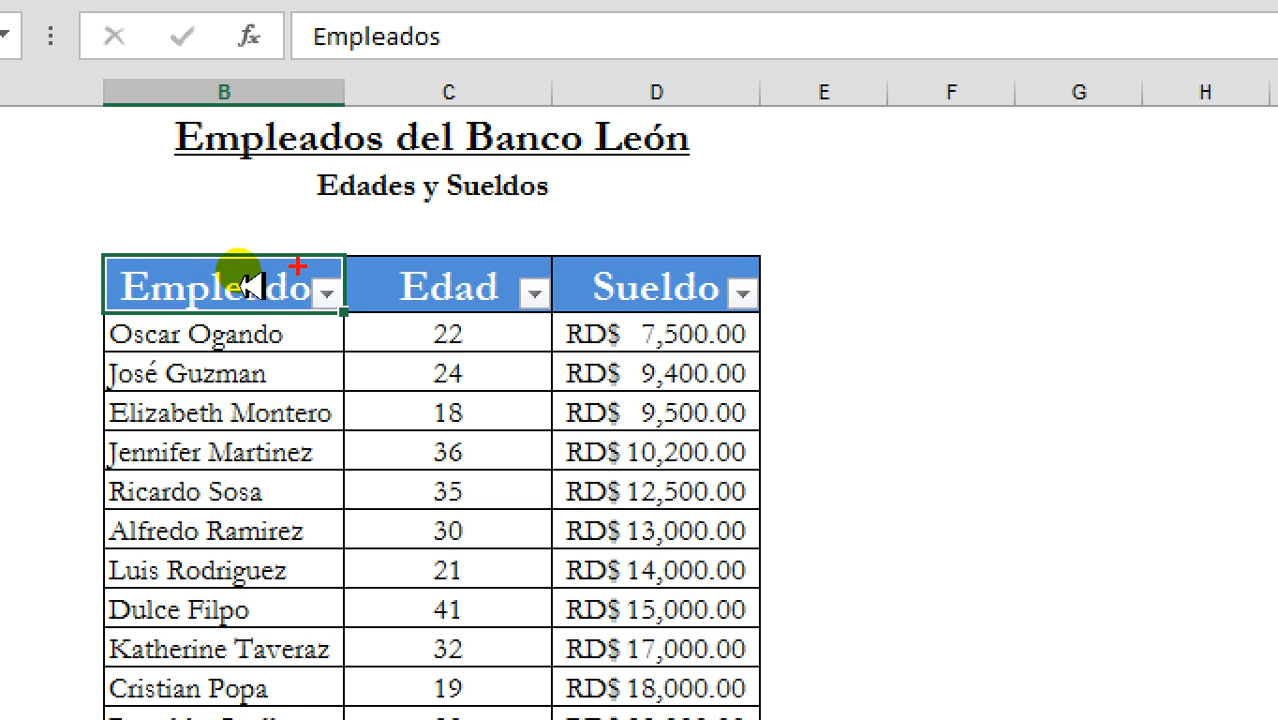 fx Empleados
B C D E F G H
Empleados del Banco León
Edades y Sueldos
Empleado Edad Sueldo
Oscar Ogando 22 RD$ 7,500.00
José Guzman 24 RD$ 9,400.00
Elizabeth Montero 18 RD$ 9,500.00
Jennifer Martinez 36 RD$ 10,200.00
Ricardo Sosa 35 RD$ 12,500.00
Alfredo Ramirez 30 RD$ 13,000.00
Luis Rodriguez 21 RD$ 14,000.00
Dulce Filpo 41 RD$ 15,000.00
Katherine Taveraz 32 RD$ 17,000.00
Cristian Popa 19 RD$ 18,000.00